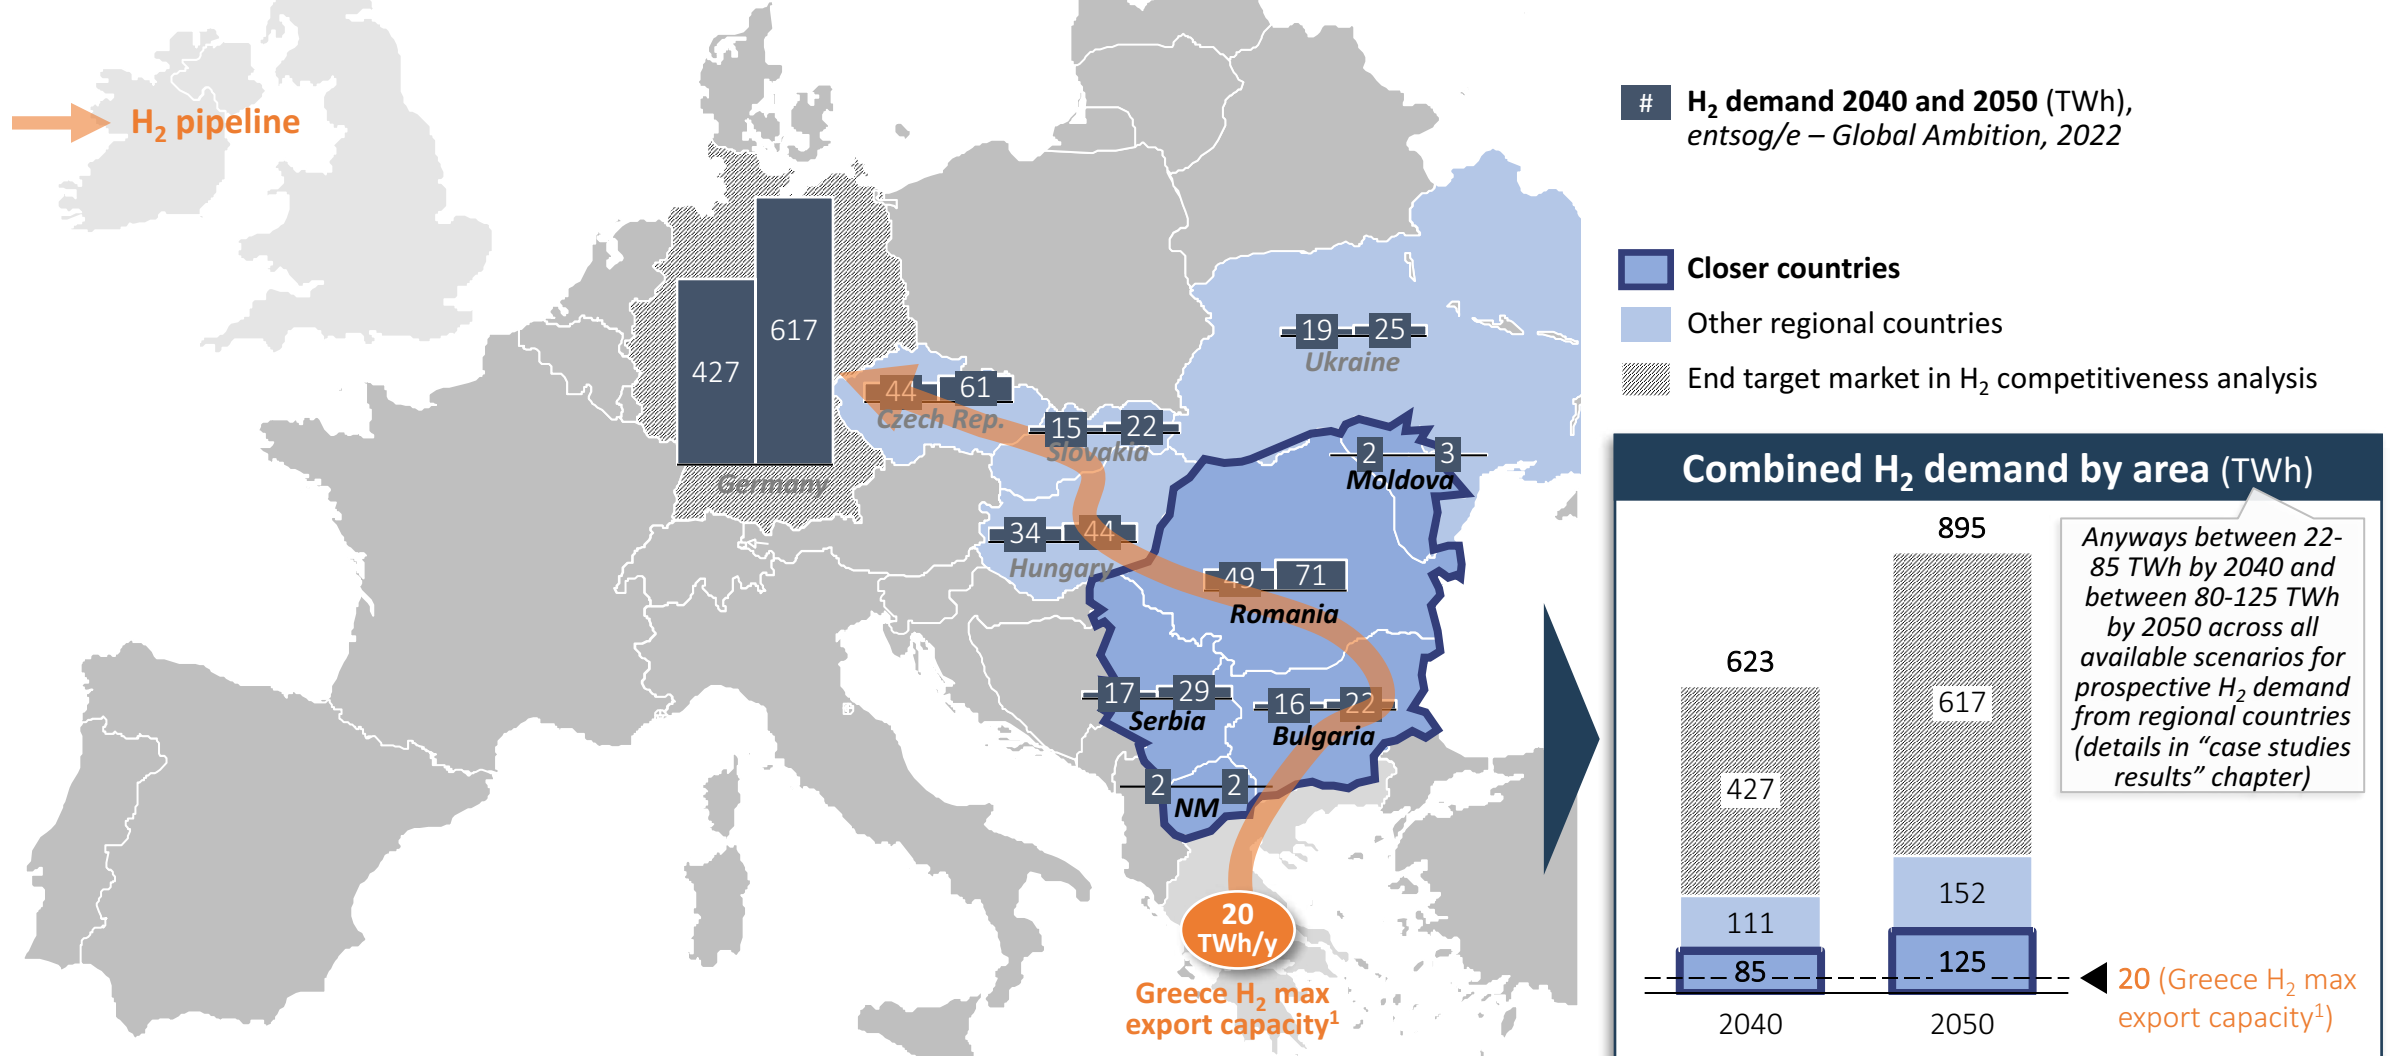 H2 pipeline
# H2 demand 2040 and 2050 (TWh),
entsog/e – Global Ambition, 2022
Closer countries
Other regional countries
End target market in H2 competitiveness analysis
427 617
Germany
44 61
Czech Rep.
15 22
Slovakia
19 25
Ukraine
2 3
Moldova
34 44
Hungary
49 71
Romania
17 29
Serbia
16 22
Bulgaria
2 2
NM
20
TWh/y
Greece H2 max
export capacity1
Combined H2 demand by area (TWh)
Anyways between 22-
85 TWh by 2040 and
between 80-125 TWh
by 2050 across all
available scenarios for
prospective H2 demand
from regional countries
(details in “case studies
results” chapter)
623
427
111
85
2040
895
617
152
125
2050
20 (Greece H2 max
export capacity1)